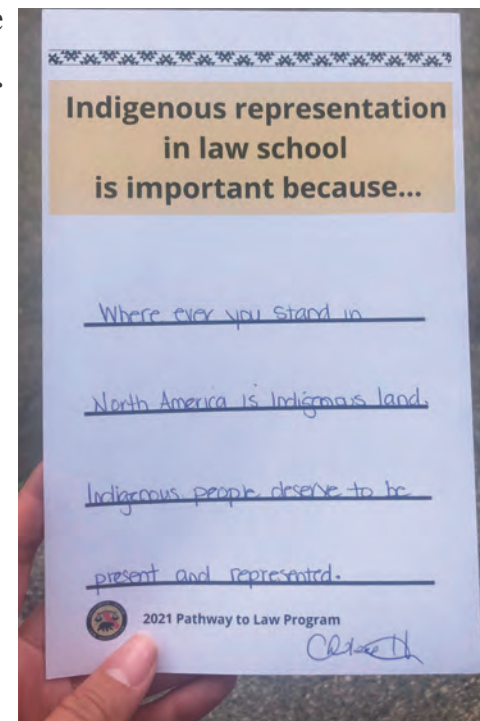 e
.
Indigenous representation
in law school
is important because...
Where ever you stand in
North America is Indigenous land.
Indigenous people deserve to be
present and represented.
2021 Pathway to Law Program